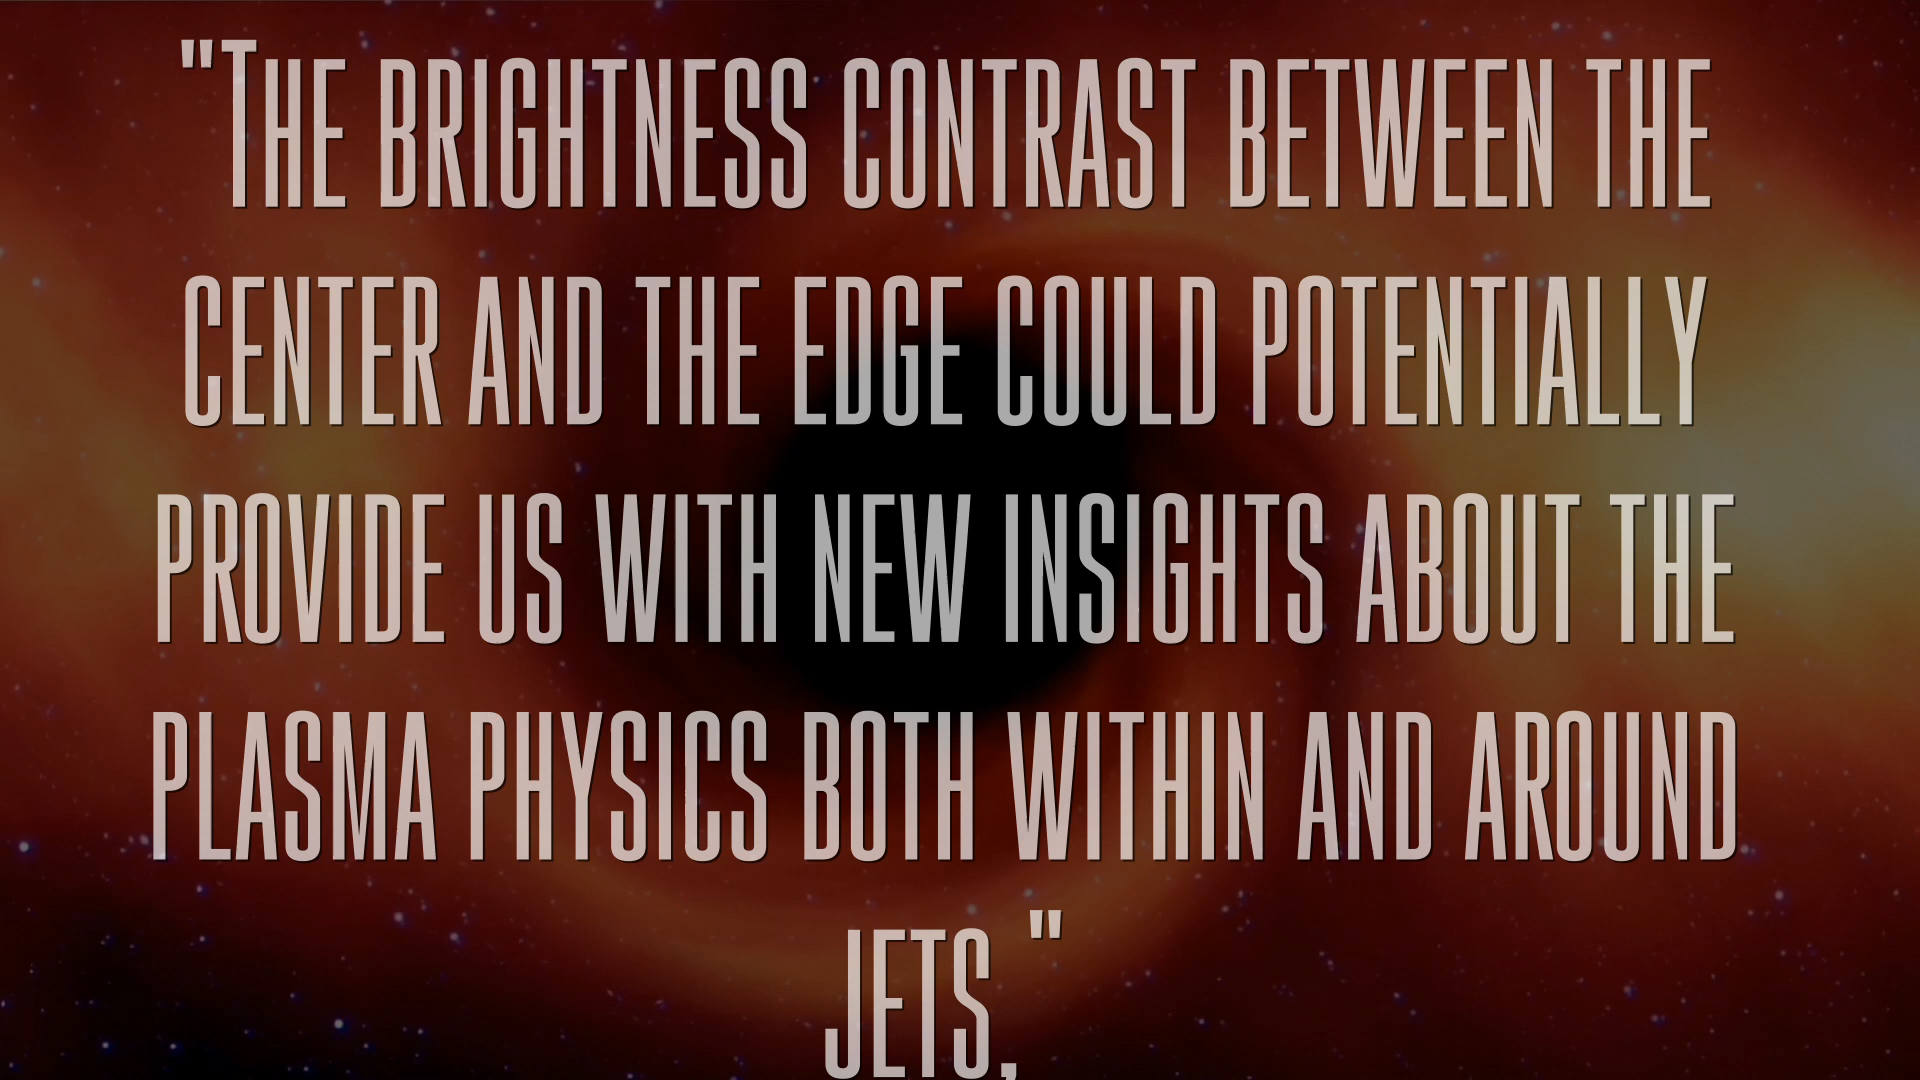 "The brightness contrast between the
center and the edge could potentially
provide us with new insights about the
plasma physics both within and around
jets,"